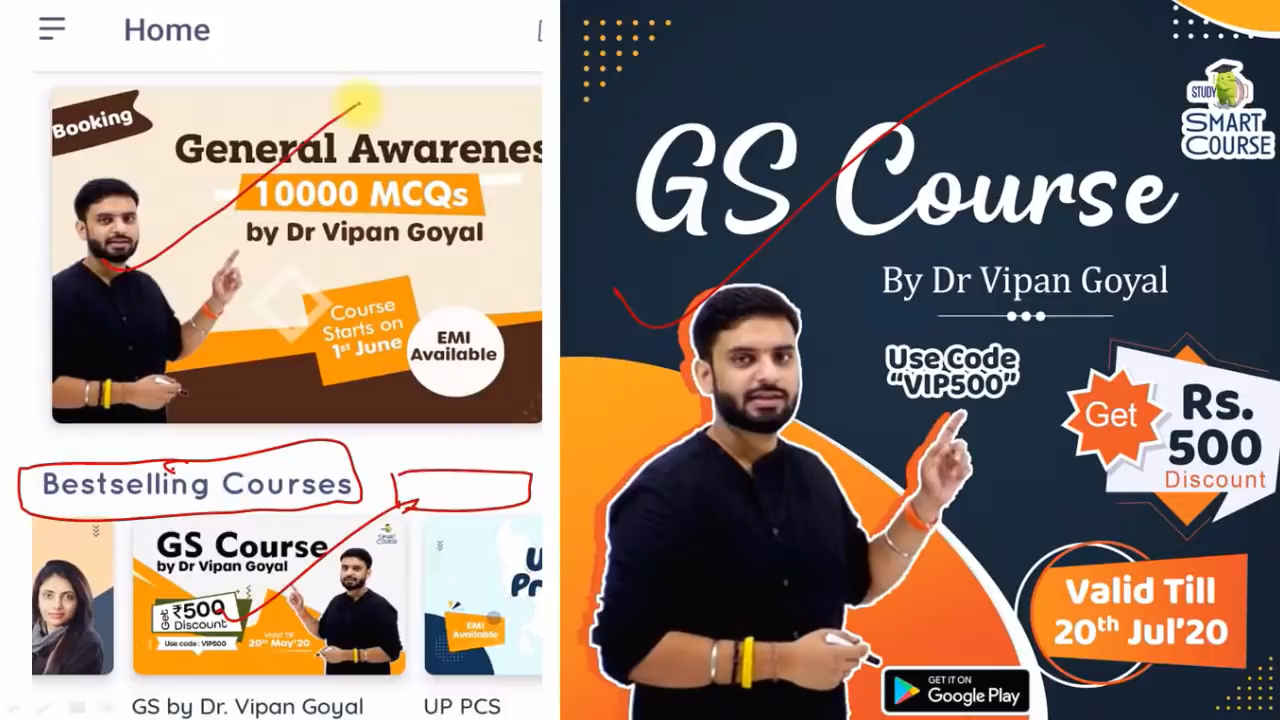 Home
Booking
General Awarenes
10000 MCQs
by Dr Vipan Goyal
Course
Starts on
1st June
EMI
Available
Bestselling Courses
GS Course
by Dr Vipan Goyal
SMART
COURSE
Get ₹500
Discount
Use code : VIP500
Valid Till
20th May'20
EMI
Available
GS by Dr. Vipan Goyal
UP PCS
STUDY
SMART
COURSE
GS Course
By Dr Vipan Goyal
Use Code
“VIP500”
Get
Rs.
500
Discount
Valid Till
20th Jul'20
GET IT ON
Google Play